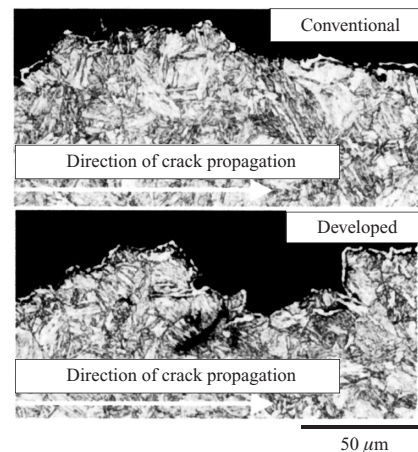 Conventional
Direction of crack propagation
Developed
Direction of crack propagation
50 μm